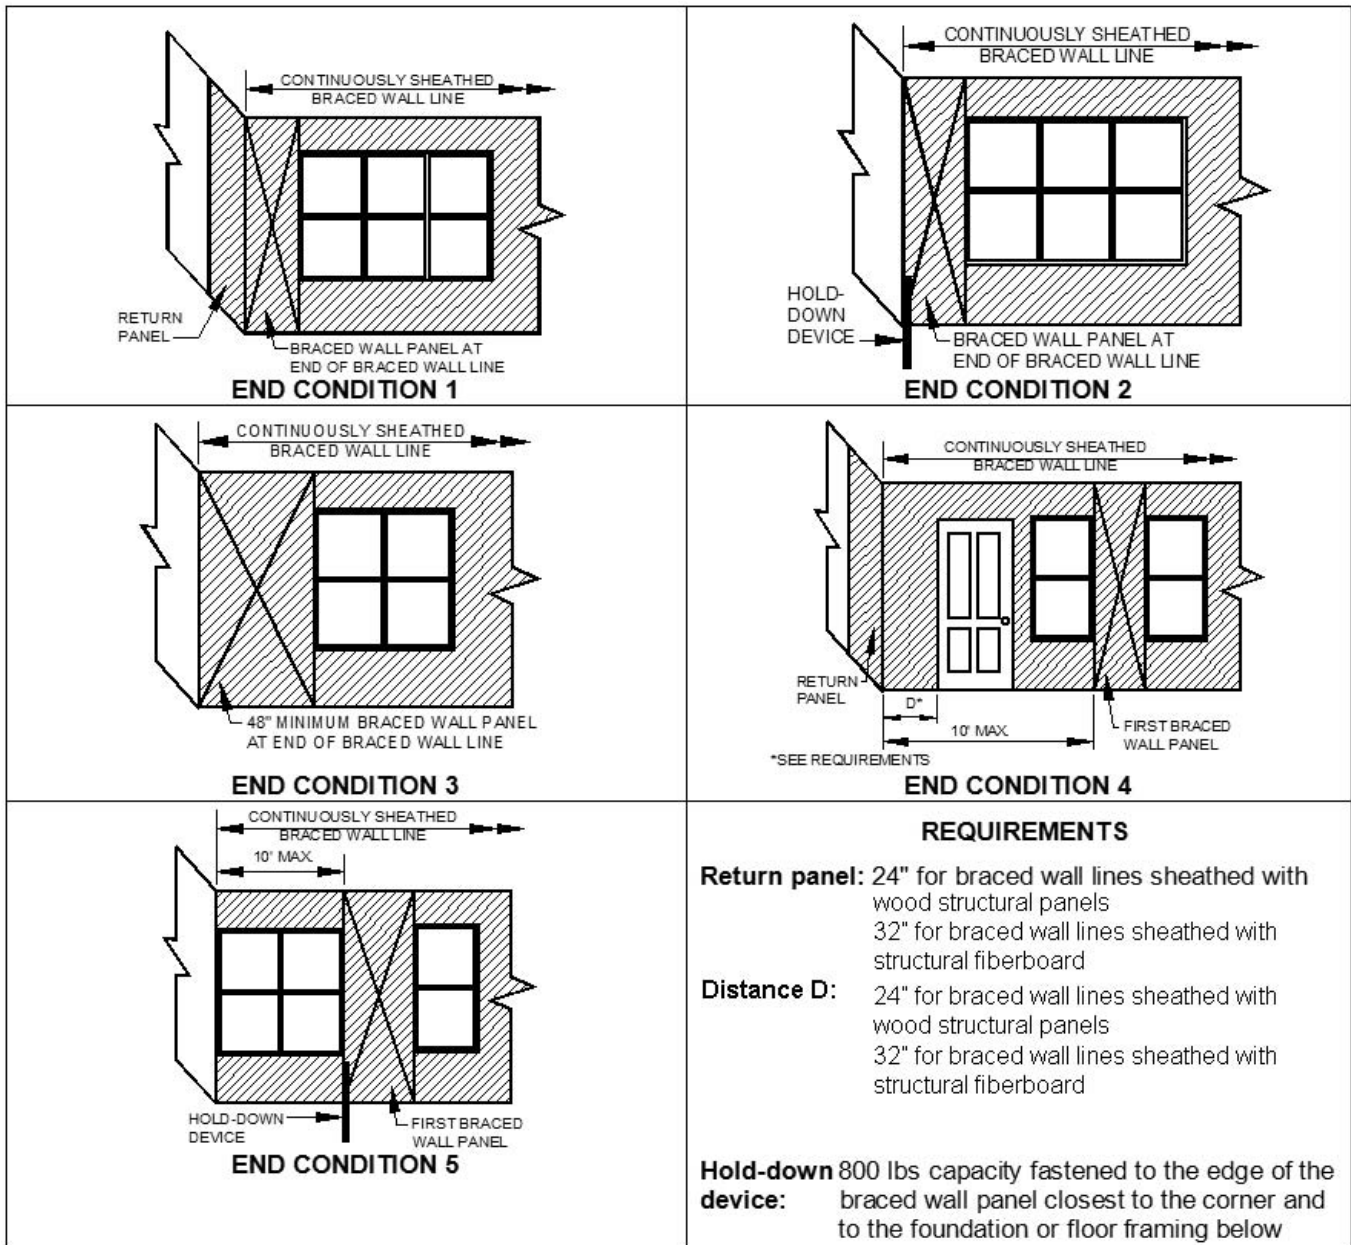 CONTINUOUSLY SHEATHED
BRACED WALL LINE
RETURN
PANEL
BRACED WALL PANEL AT
END OF BRACED WALL LINE
END CONDITION 1
CONTINUOUSLY SHEATHED
BRACED WALL LINE
HOLD-
DOWN
DEVICE
BRACED WALL PANEL AT
END OF BRACED WALL LINE
END CONDITION 2
CONTINUOUSLY SHEATHED
BRACED WALL LINE
48" MINIMUM BRACED WALL PANEL
AT END OF BRACED WALL LINE
END CONDITION 3
CONTINUOUSLY SHEATHED
BRACED WALL LINE
RETURN
PANEL
D*
10' MAX.
FIRST BRACED
WALL PANEL
*SEE REQUIREMENTS
END CONDITION 4
CONTINUOUSLY SHEATHED
BRACED WALL LINE
10' MAX.
HOLD-DOWN
DEVICE
FIRST BRACED
WALL PANEL
END CONDITION 5
REQUIREMENTS
Return panel: 24" for braced wall lines sheathed with
wood structural panels
32" for braced wall lines sheathed with
structural fiberboard
Distance D: 24" for braced wall lines sheathed with
wood structural panels
32" for braced wall lines sheathed with
structural fiberboard
Hold-down 800 lbs capacity fastened to the edge of the
device: braced wall panel closest to the corner and
to the foundation or floor framing below